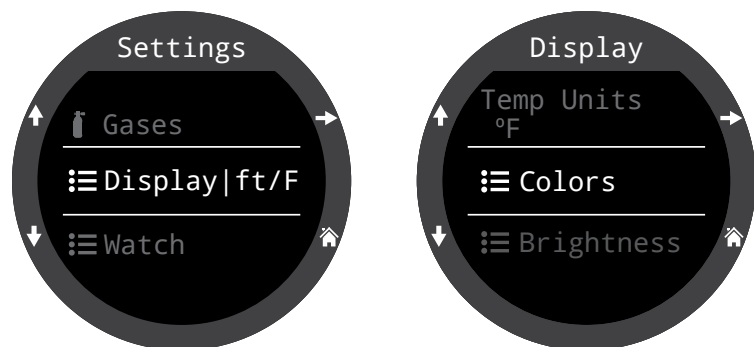 Settings
Gases
Display|ft/F
Watch
Display
Temp Units
ºF
Colors
Brightness